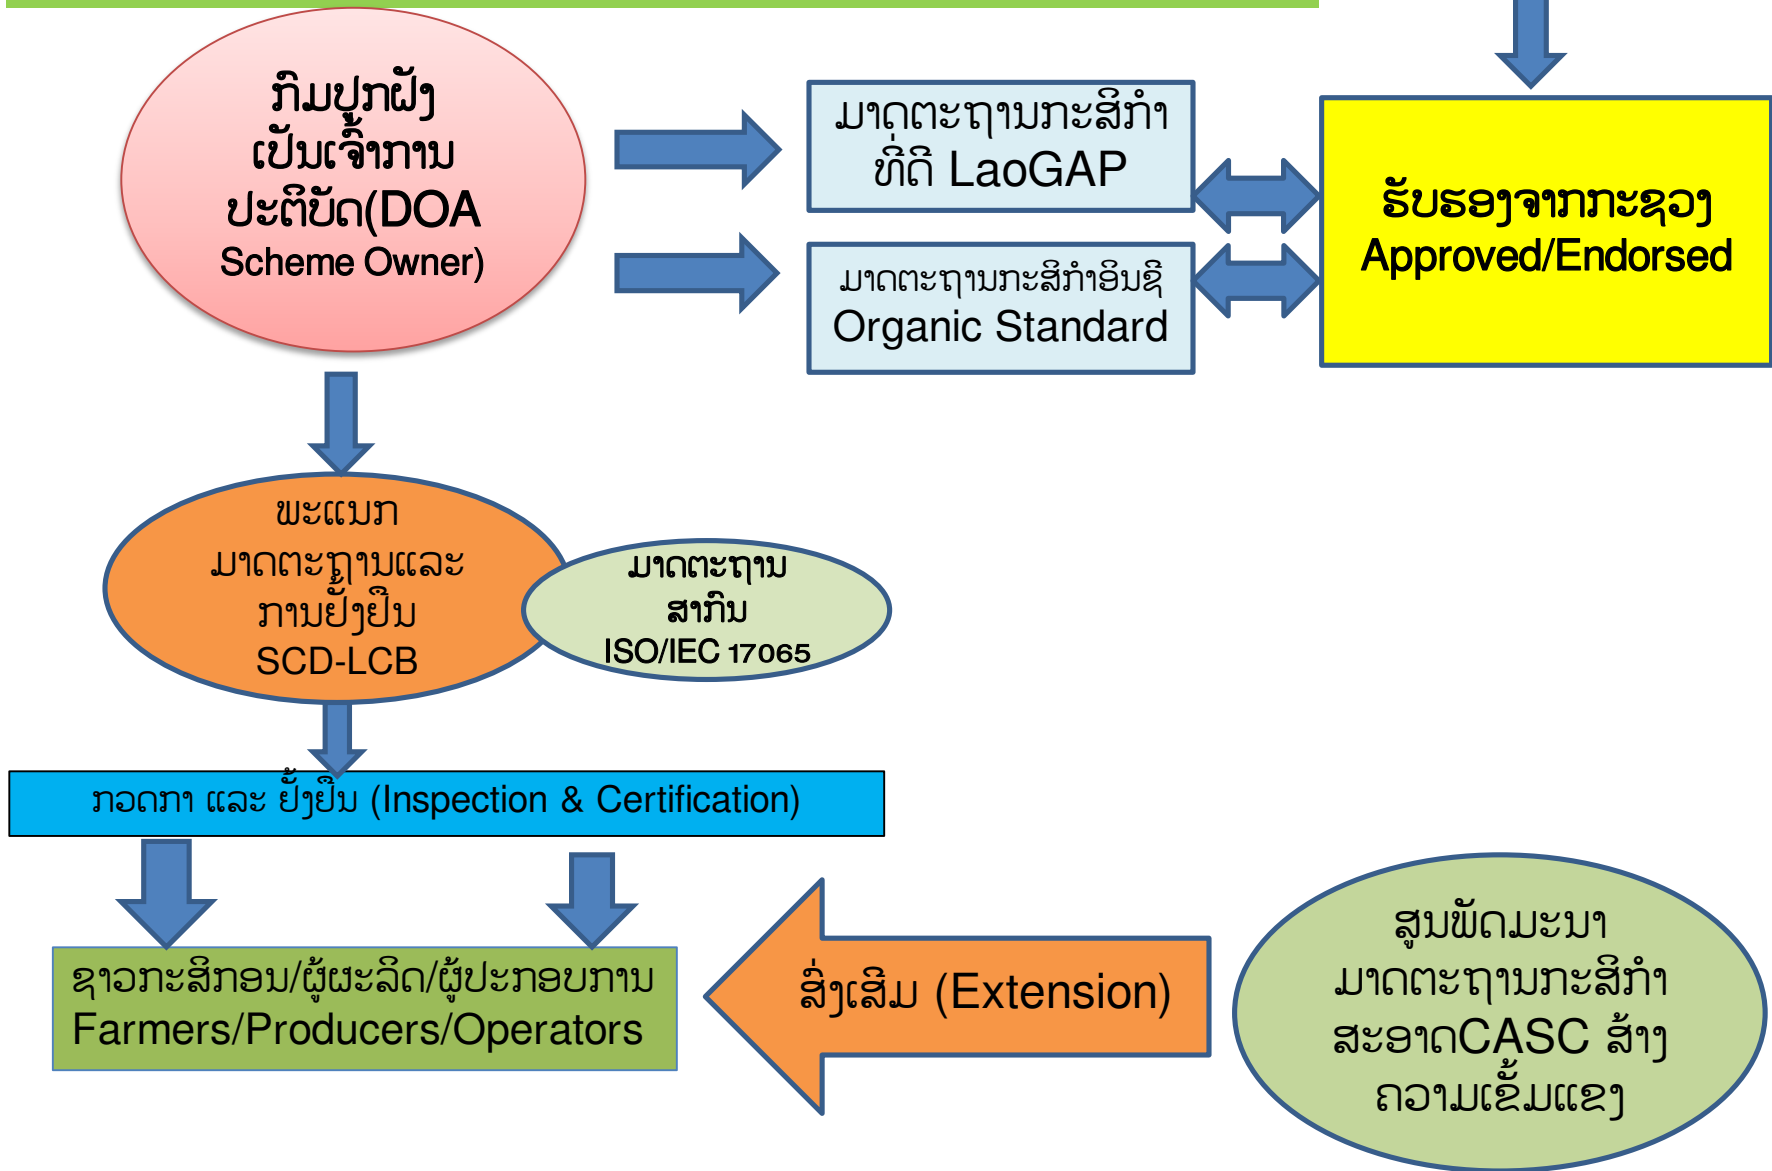 ກົມປູກຝັງ
ເປັນເຈົ້າການ
ປະຕິບັດ(DOA
Scheme Owner)
ມາດຕະຖານກະສິກຳ
ທີ່ດີ LaoGAP
ມາດຕະຖານກະສິກຳອິນຊີ
Organic Standard
ຮັບຮອງຈາກກະຊວງ
Approved/Endorsed
ພະແນກ
ມາດຕະຖານແລະ
ການຢັ້ງຢືນ
SCD-LCB
ມາດຕະຖານ
ສາກົນ
ISO/IEC 17065
ກວດກາ ແລະ ຢັ້ງຢືນ (Inspection & Certification)
ຊາວກະສິກອນ/ຜູ້ຜະລິດ/ຜູ້ປະກອບການ
Farmers/Producers/Operators
ສົ່ງເສີມ (Extension)
ສູນພັດມະນາ
ມາດຕະຖານກະສິກຳ
ສະອາດCASC ສ້າງ
ຄວາມເຂັ້ມແຂງ